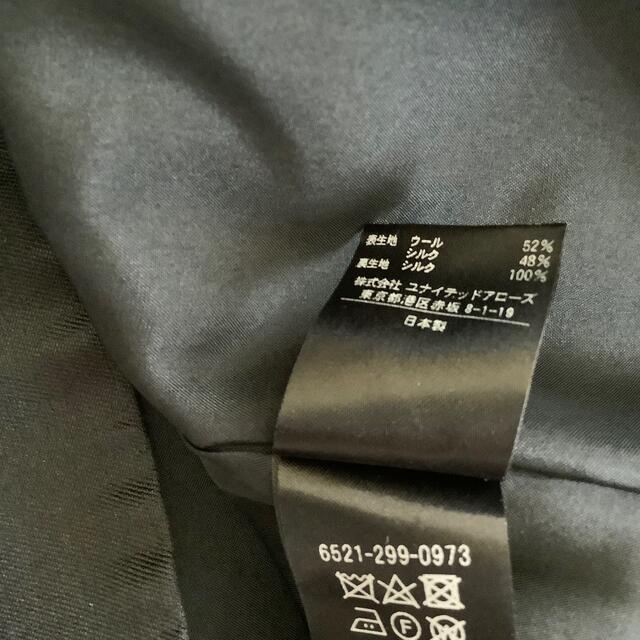 表生地 ウール 52%
シルク 48%
裏生地 シルク 100%
株式会社 ユナイテッドアローズ
東京都港区赤坂 8-1-19
日本製
6521-299-0973
F